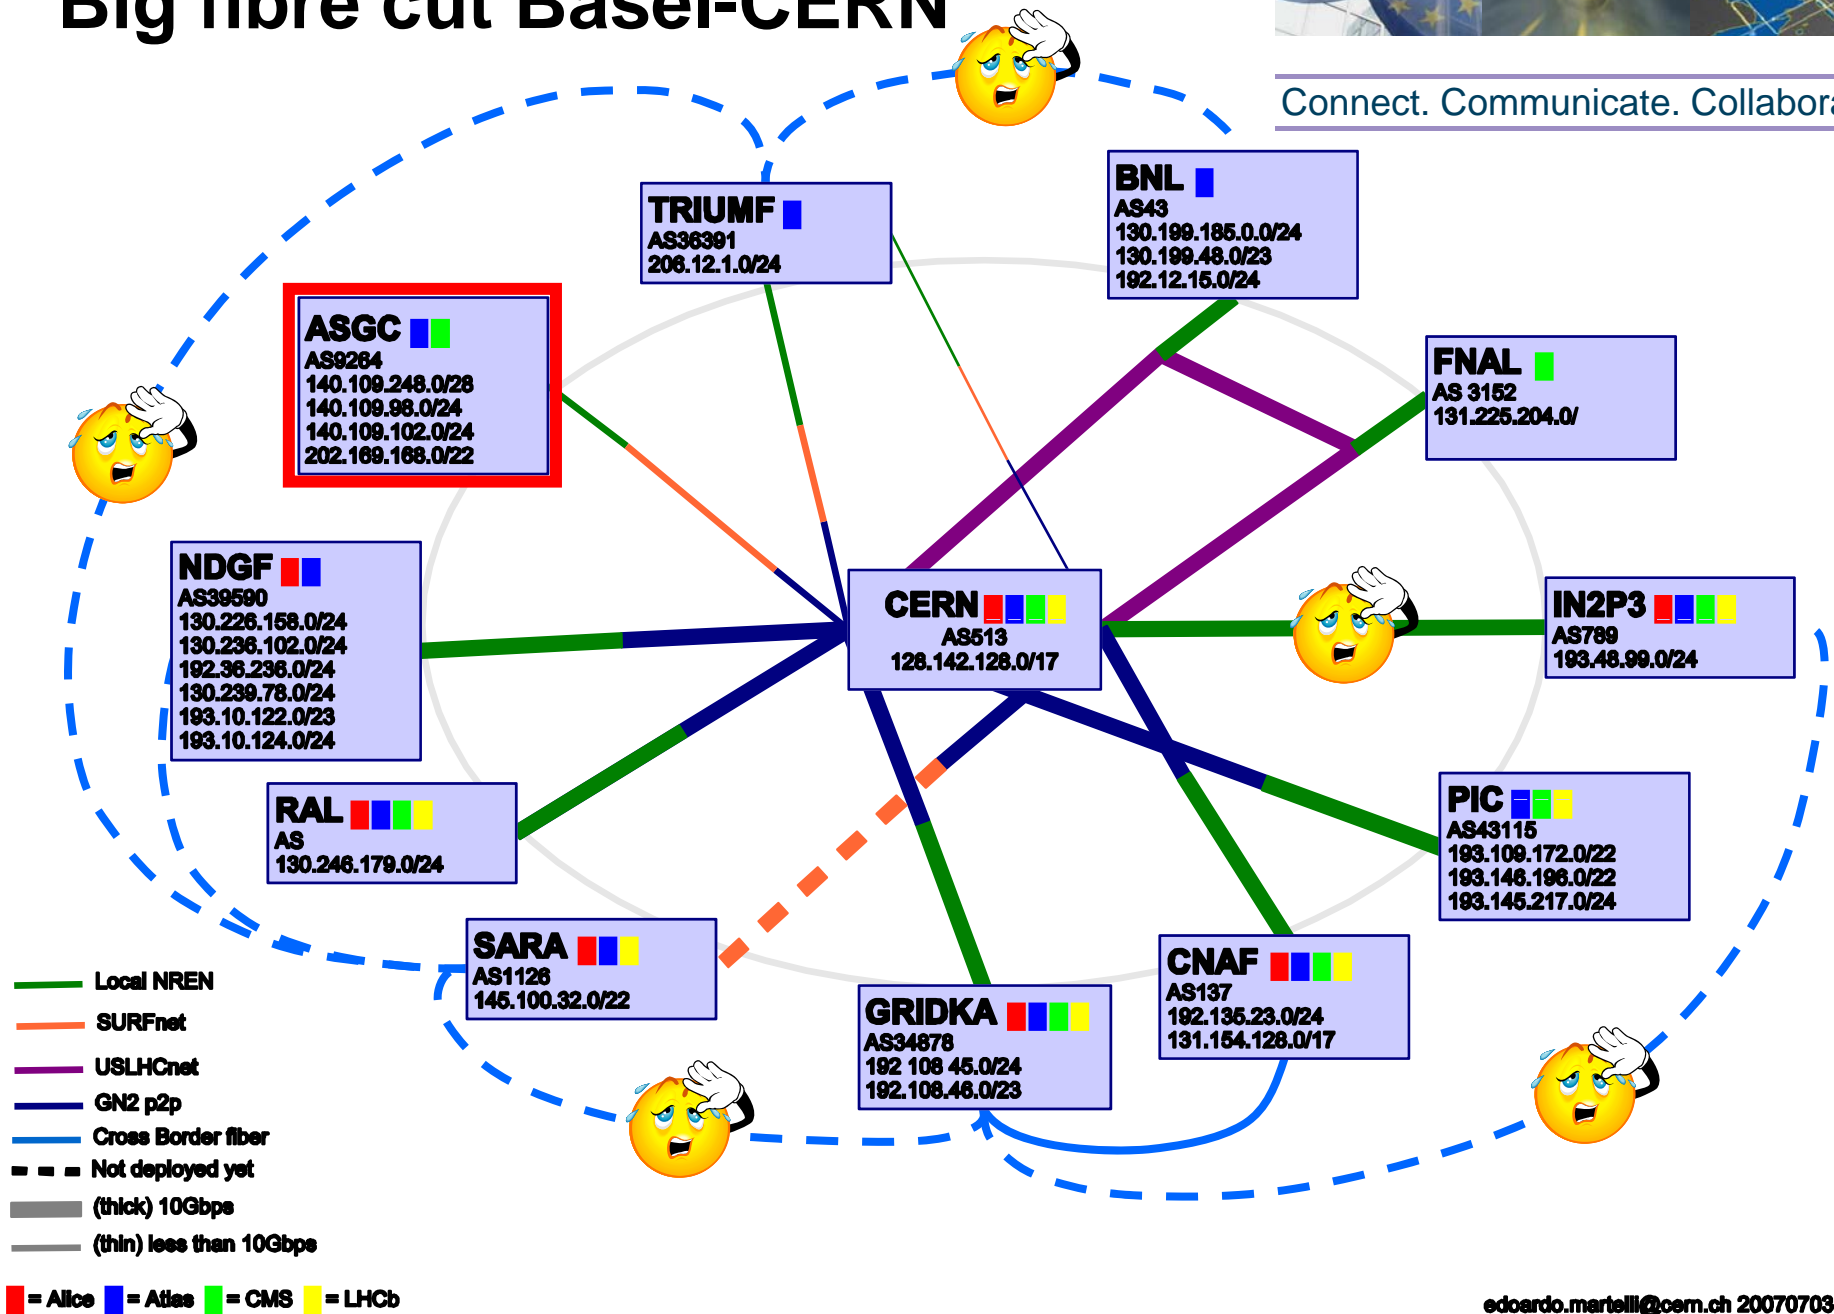 Big fibre cut Basel-CERN
Connect. Communicate. Collabora
TRIUMF
AS36391
206.12.1.0/24
BNL
AS43
130.199.185.0.0/24
130.199.48.0/23
192.12.15.0/24
ASGC
AS9264
140.109.248.0/28
140.109.98.0/24
140.109.102.0/24
202.169.168.0/22
FNAL
AS 3152
131.225.204.0/
NDGF
AS39590
130.226.158.0/24
130.236.102.0/24
192.36.236.0/24
130.239.78.0/24
193.10.122.0/23
193.10.124.0/24
CERN
AS513
128.142.128.0/17
IN2P3
AS789
193.48.99.0/24
RAL
AS
130.246.179.0/24
PIC
AS43115
193.109.172.0/22
193.146.196.0/22
193.145.217.0/24
SARA
AS1126
145.100.32.0/22
GRIDKA
AS34878
192 108 45.0/24
192.108.46.0/23
CNAF
AS137
192.135.23.0/24
131.154.128.0/17
Local NREN
SURFnet
USLHCnet
GN2 p2p
Cross Border fiber
Not deployed yet
(thick) 10Gbps
(thin) less than 10Gbps
= Alice = Atlas = CMS = LHCb
edoardo.martelli@cern.ch 20070703